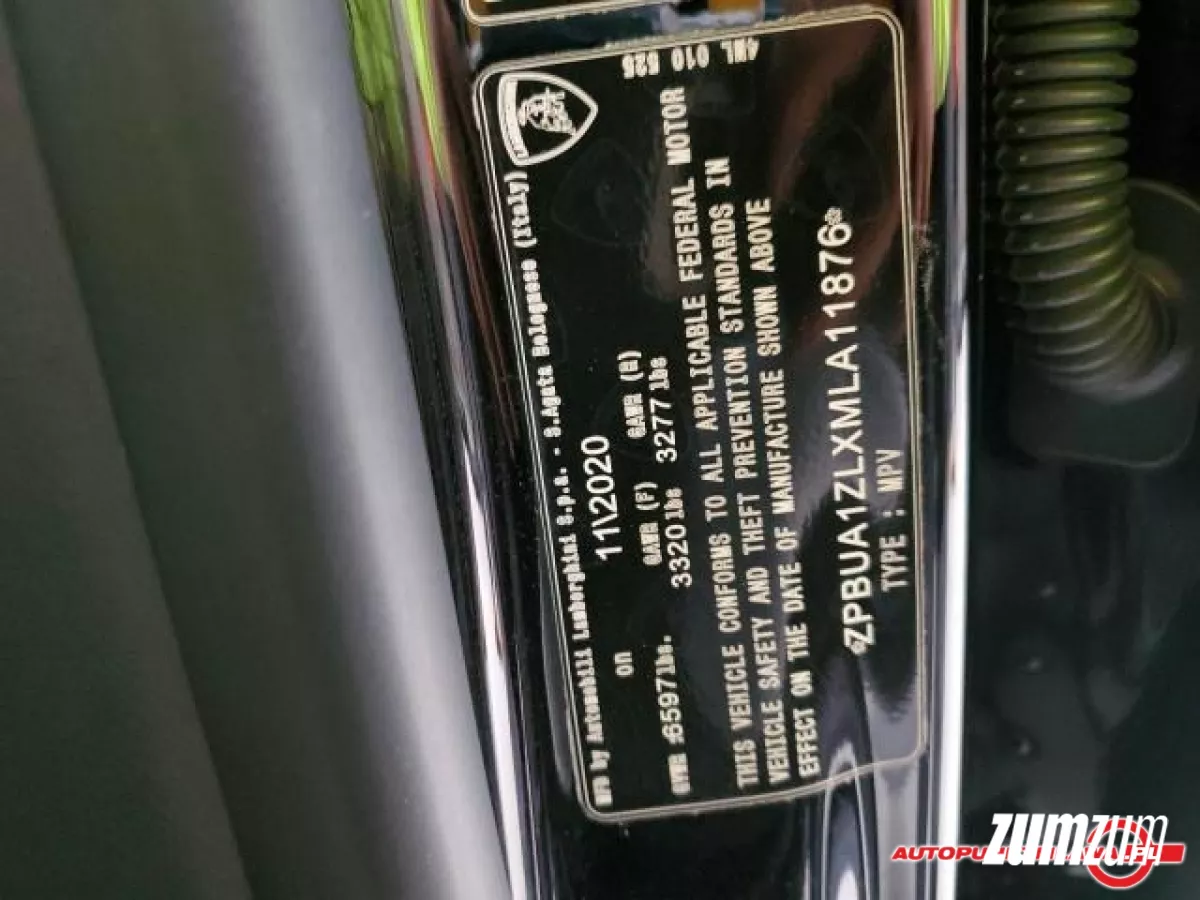 4ML 010 525
MFD by Automobili Lamborghini S.p.A. - S.Agata Bolognese (Italy)
on 11\2020
GAWR (F) GAWR (R)
GVWR 6597 lbs. 3320 lbs 3277 lbs
THIS VEHICLE CONFORMS TO ALL APPLICABLE FEDERAL MOTOR
VEHICLE SAFETY AND THEFT PREVENTION STANDARDS IN
EFFECT ON THE DATE OF MANUFACTURE SHOWN ABOVE
*ZPBUA1ZLXMLA11876*
TYPE : MPV
zumzum